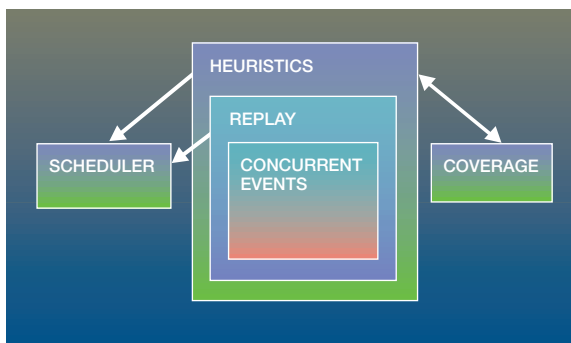 HEURISTICS
REPLAY
SCHEDULER
CONCURRENT
EVENTS
COVERAGE